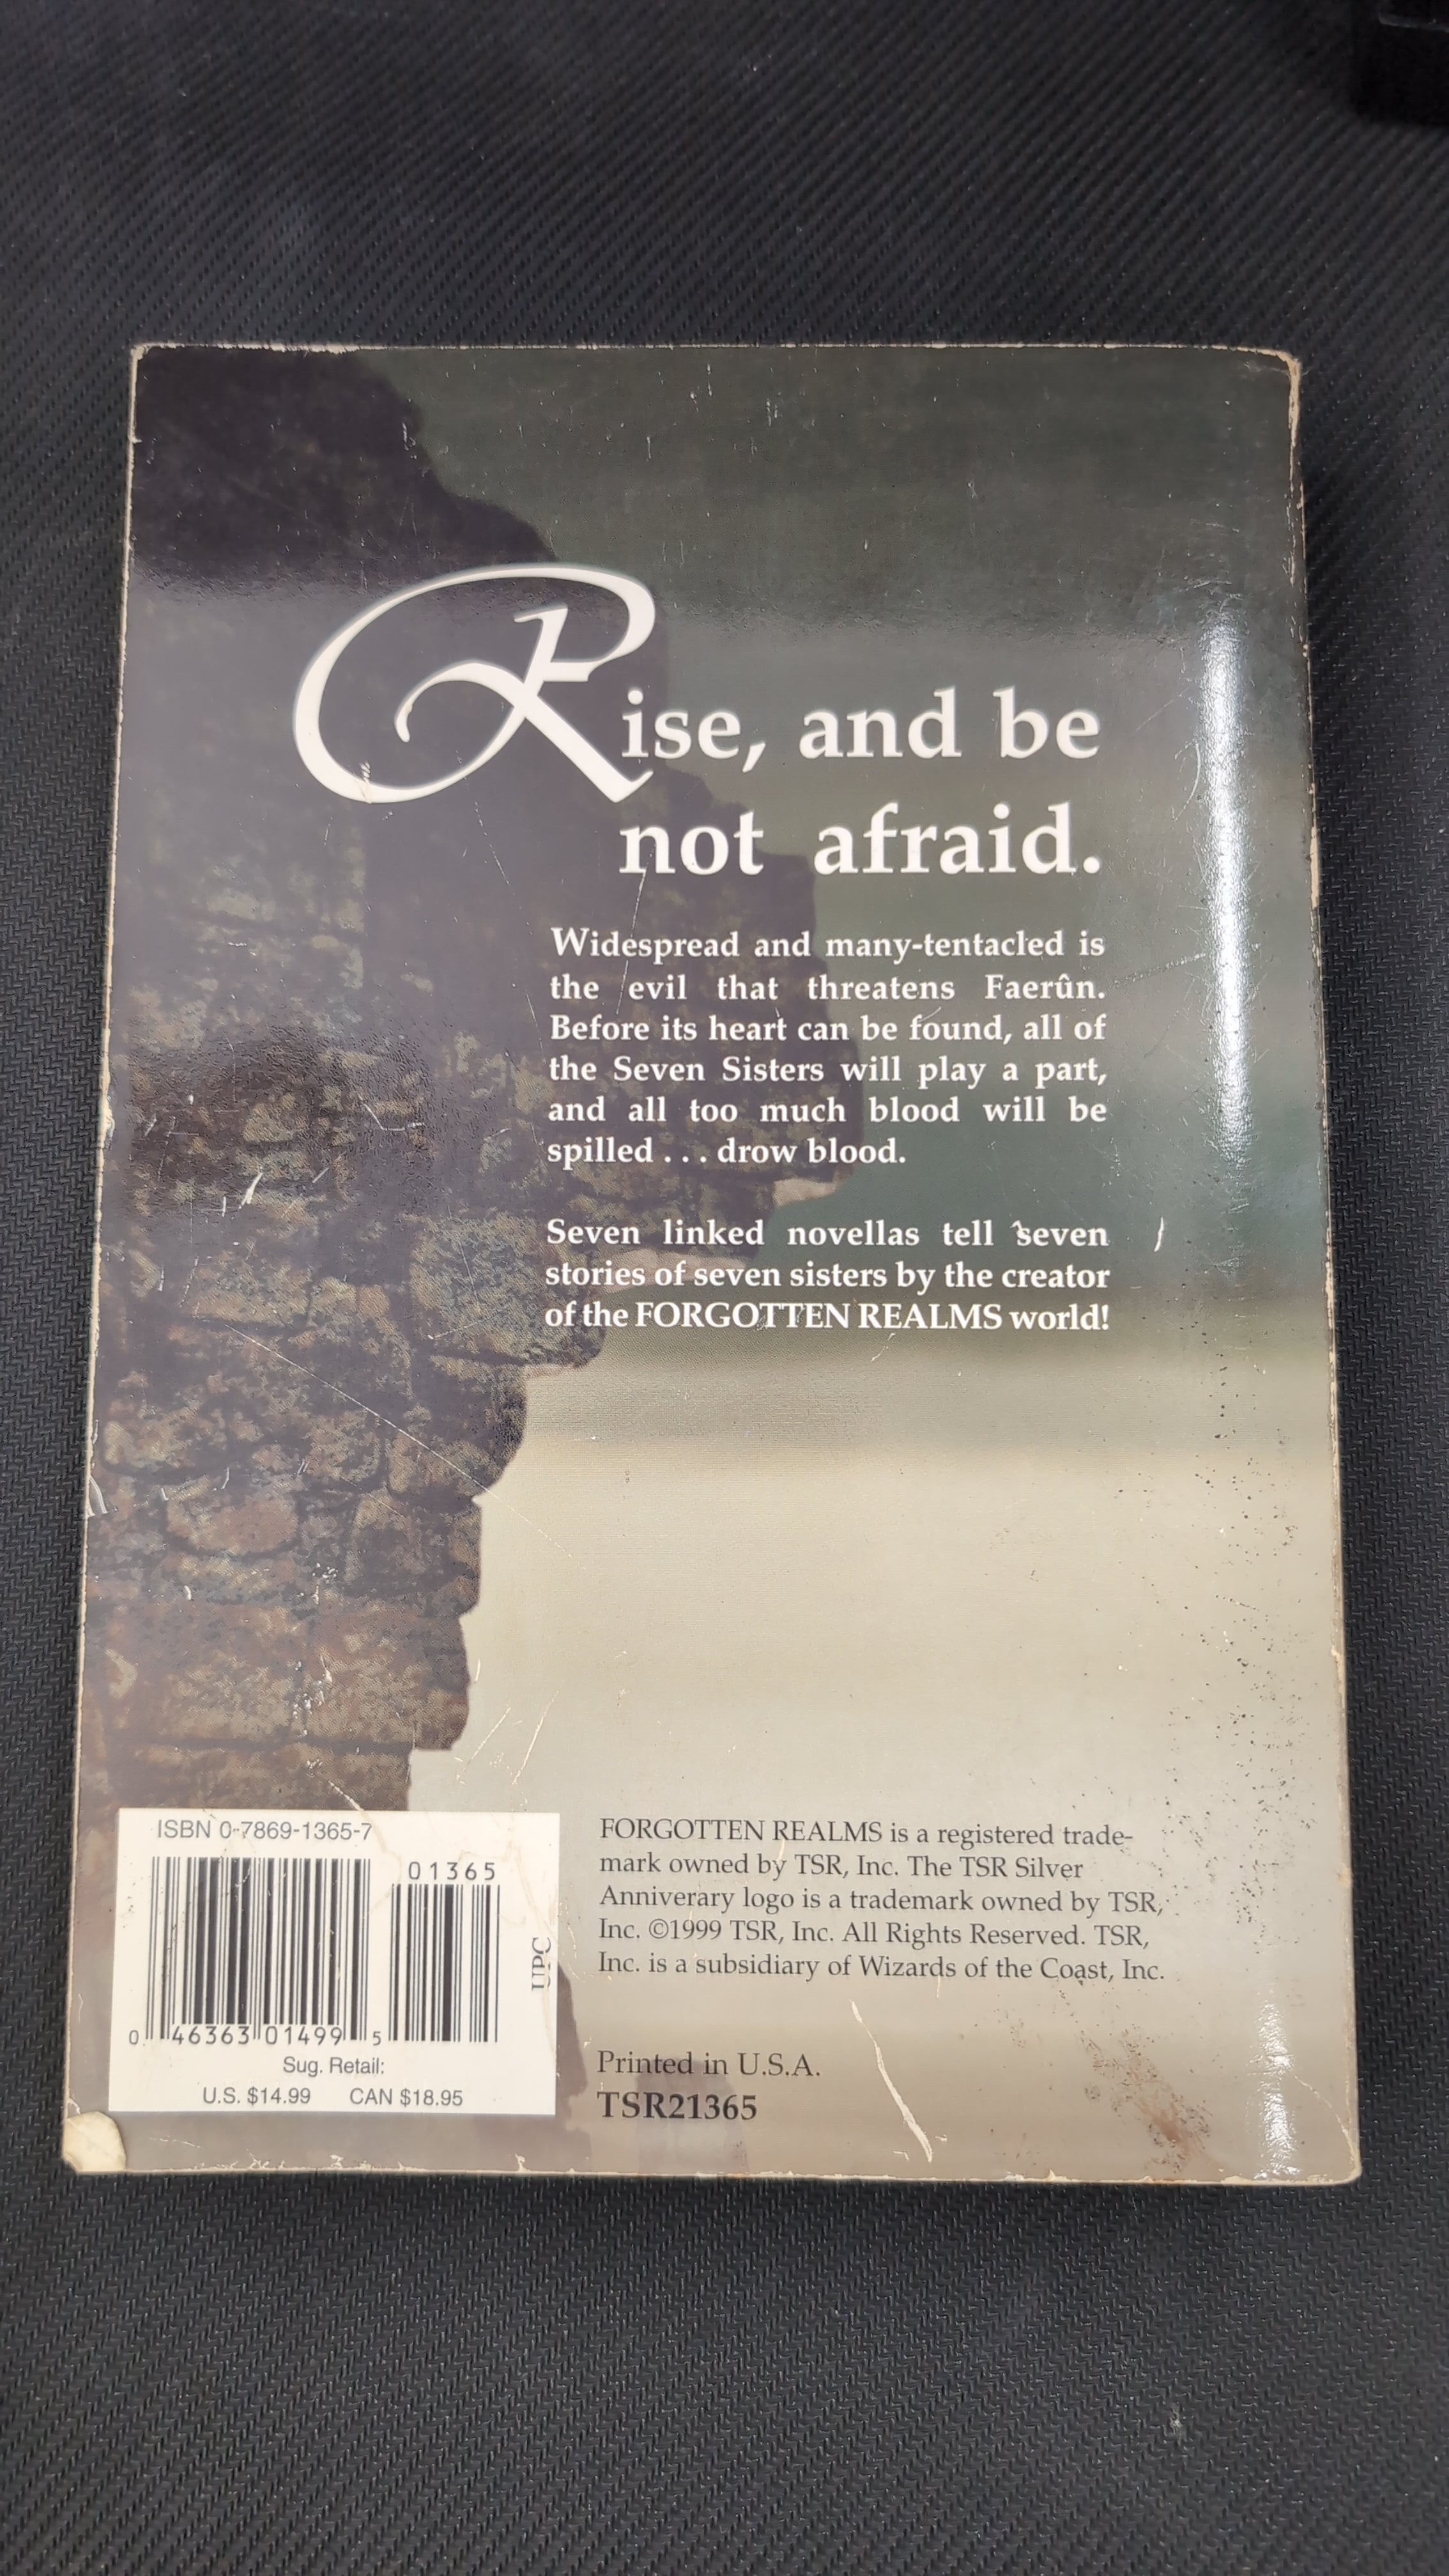 Rise, and be
not afraid.
Widespread and many-tentacled is
the evil that threatens Faerûn.
Before its heart can be found, all of
the Seven Sisters will play a part,
and all too much blood will be
spilled . . . drow blood.
Seven linked novellas tell seven
stories of seven sisters by the creator
of the FORGOTTEN REALMS world!
ISBN 0-7869-1365-7
01365
UPC
0 46363 01499 5
Sug. Retail:
U.S. $14.99 CAN $18.95
FORGOTTEN REALMS is a registered trade-
mark owned by TSR, Inc. The TSR Silver
Anniverary logo is a trademark owned by TSR,
Inc. ©1999 TSR, Inc. All Rights Reserved. TSR,
Inc. is a subsidiary of Wizards of the Coast, Inc.
Printed in U.S.A.
TSR21365